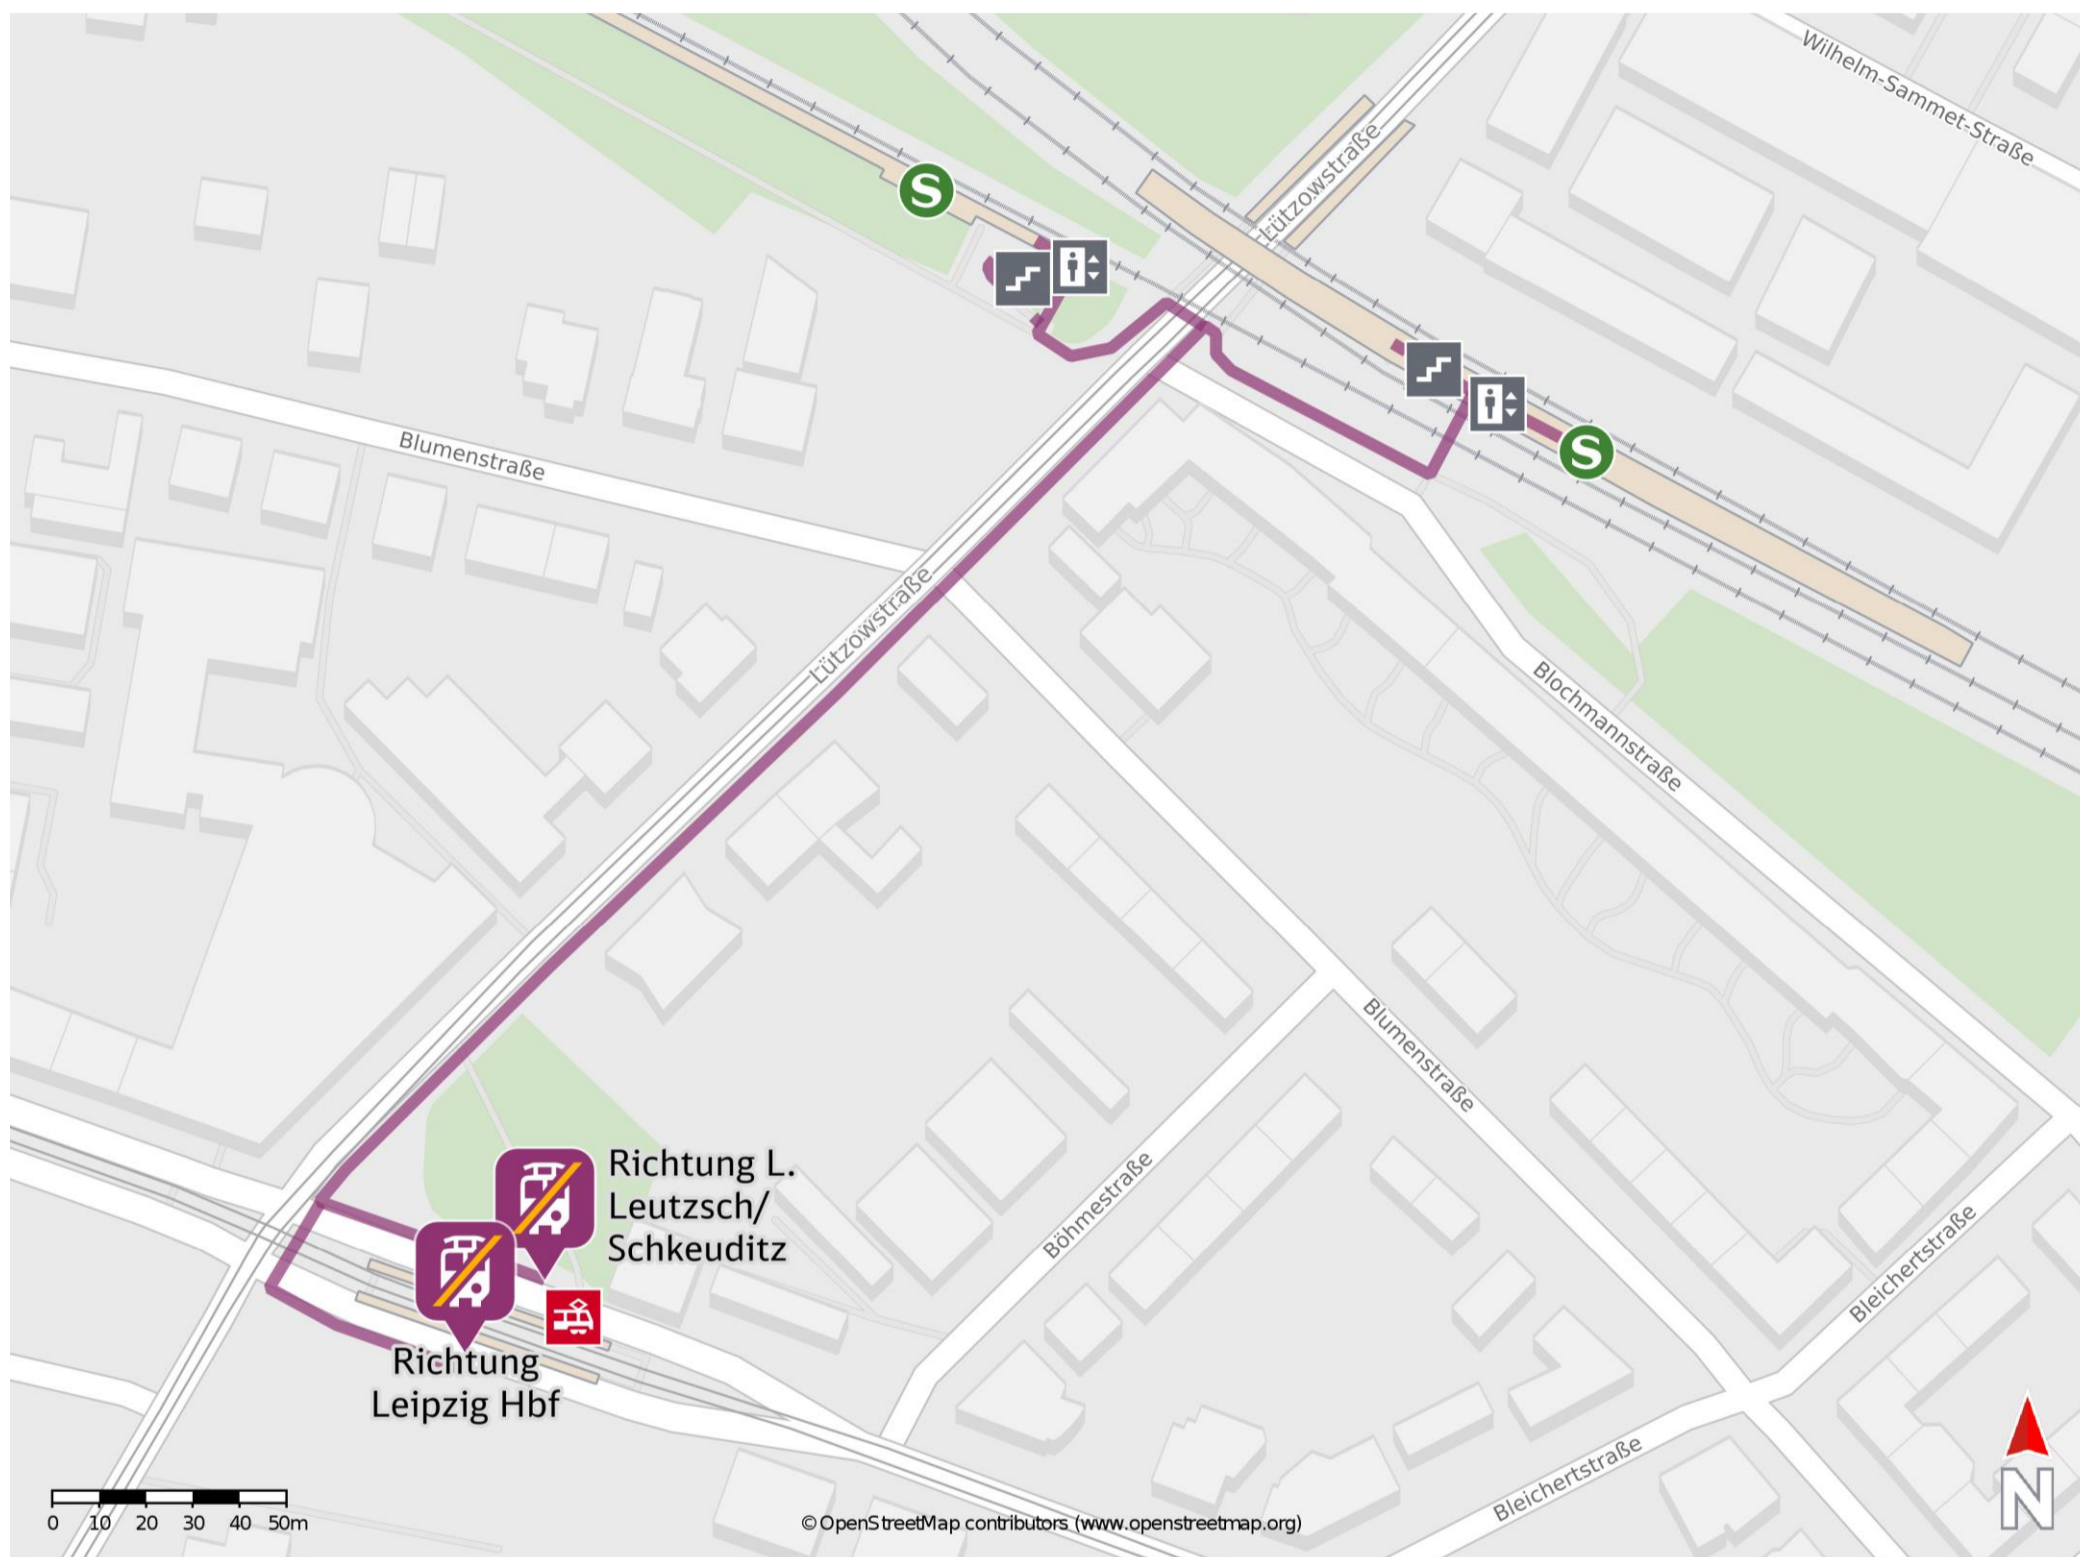 Wilhelm-Sammet-Straße
S
Lützowstraße
S
Blumenstraße
Lützowstraße
Blochmannstraße
Blumenstraße
Richtung L.
Leutzsch/
Schkeuditz
Böhmestraße
Bleichertstraße
Richtung
Leipzig Hbf
Bleichertstraße
N
0 10 20 30 40 50m
© OpenStreetMap contributors (www.openstreetmap.org)